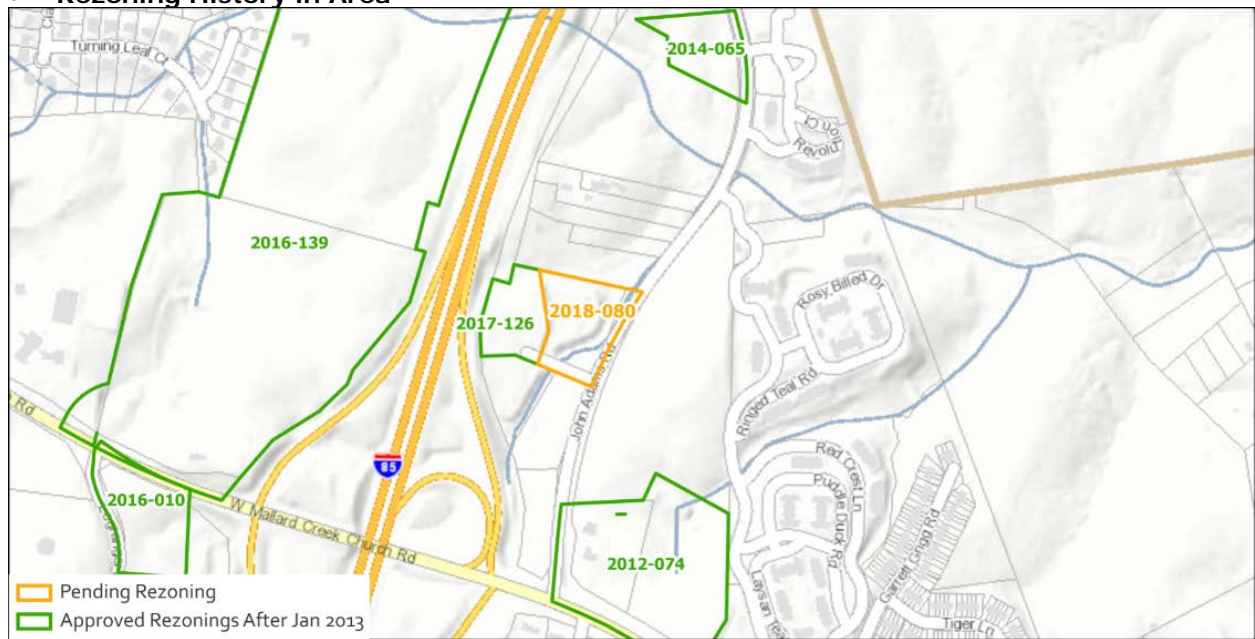 Rezoning History in Area
Turning Leaf Ct
2014-065
Revolution Ct
2016-139
2017-126
2018-080
John Adams Rd
Rosy Billed Dr
Ringed Teal Rd
Rd
85
2016-010
W Mallard Creek Church Rd
2012-074
Red Crest Ln
Puddle Duck Rd
Garrett Grigg Rd
Laysan Teal
Tiger Ln
Pending Rezoning
Approved Rezonings After Jan 2013